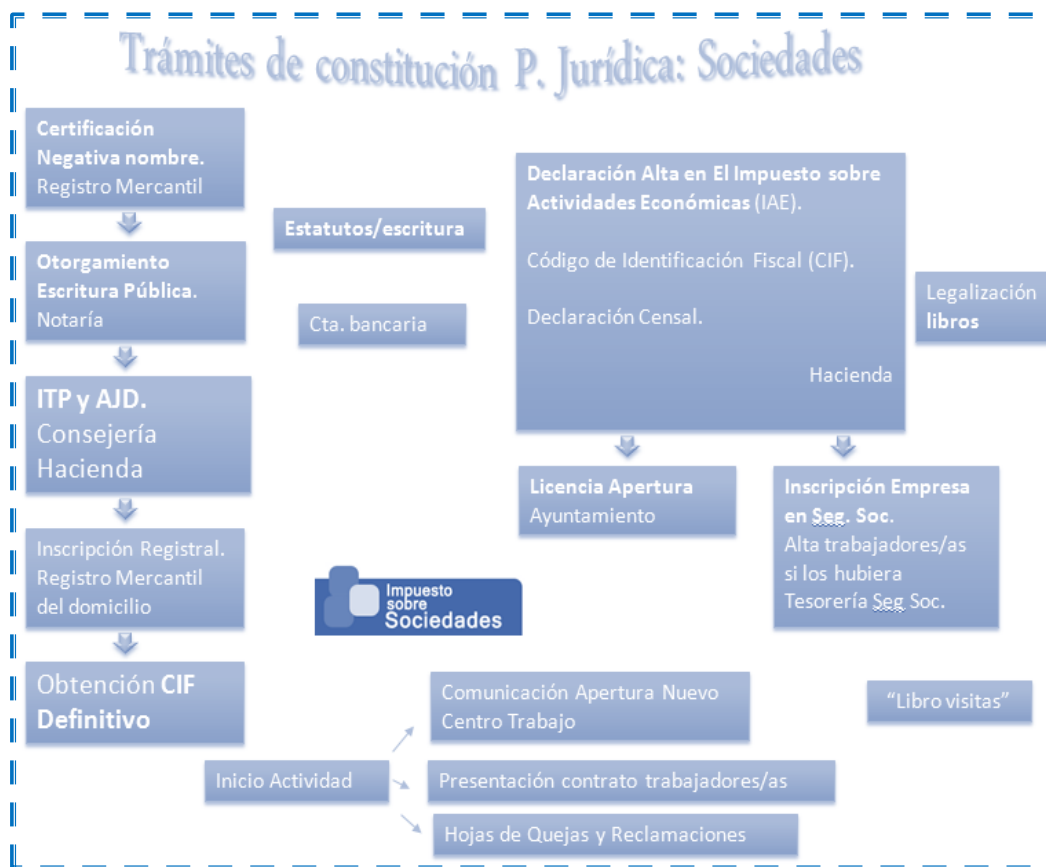 Trámites de constitución P. Jurídica: Sociedades
Certificación
Negativa nombre.
Registro Mercantil
Otorgamiento
Escritura Pública.
Notaría
ITP y AJD.
Consejería
Hacienda
Inscripción Registral.
Registro Mercantil
del domicilio
Obtención CIF
Definitivo
Estatutos/escritura
Cta. bancaria
Declaración Alta en El Impuesto sobre
Actividades Económicas (IAE).
Código de Identificación Fiscal (CIF).
Declaración Censal.
Hacienda
Legalización
libros
Licencia Apertura
Ayuntamiento
Inscripción Empresa
en Seg. Soc.
Alta trabajadores/as
si los hubiera
Tesorería Seg Soc.
Impuesto
sobre
Sociedades
Comunicación Apertura Nuevo
Centro Trabajo
“Libro visitas”
Inicio Actividad
Presentación contrato trabajadores/as
Hojas de Quejas y Reclamaciones